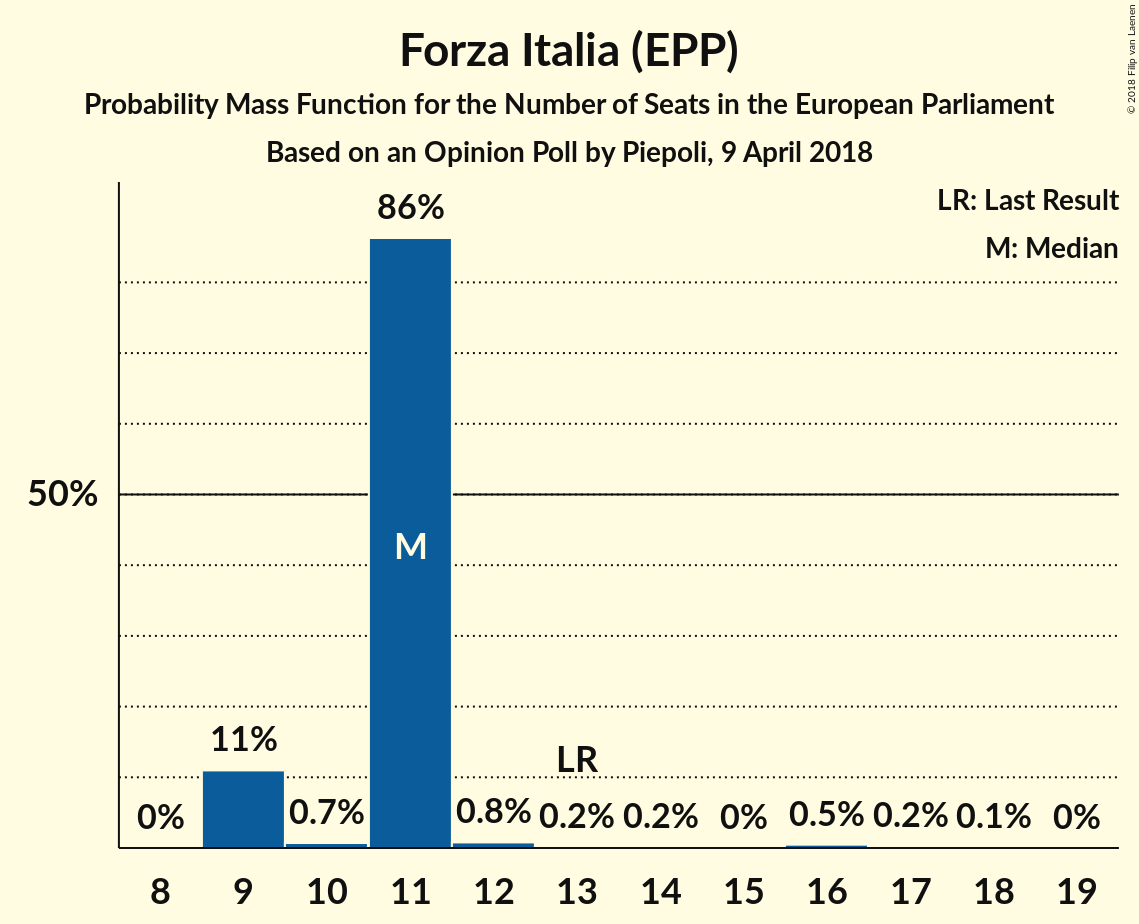 Forza Italia (EPP)
Probability Mass Function for the Number of Seats in the European Parliament
Based on an Opinion Poll by Piepoli, 9 April 2018
© 2018 Filip van Laenen
LR: Last Result
M: Median
86%
50%
M
11%
LR
0% 0.7% 0.8% 0.2% 0.2% 0% 0.5% 0.2% 0.1% 0%
8 9 10 11 12 13 14 15 16 17 18 19